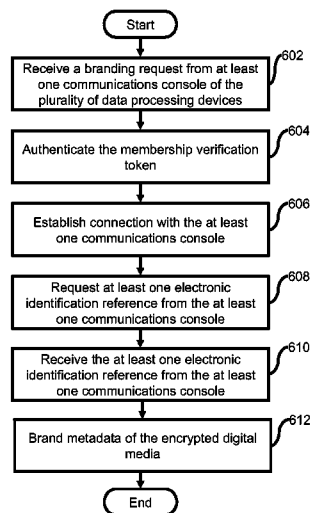 Start
602
Receive a branding request from at least
one communications console of the
plurality of data processing devices
604
Authenticate the membership verification
token
606
Establish connection with the at least
one communications console
608
Request at least one electronic
identification reference from the at least
one communications console
610
Receive the at least one electronic
identification reference from the at least
one communications console
612
Brand metadata of the encrypted digital
media
End